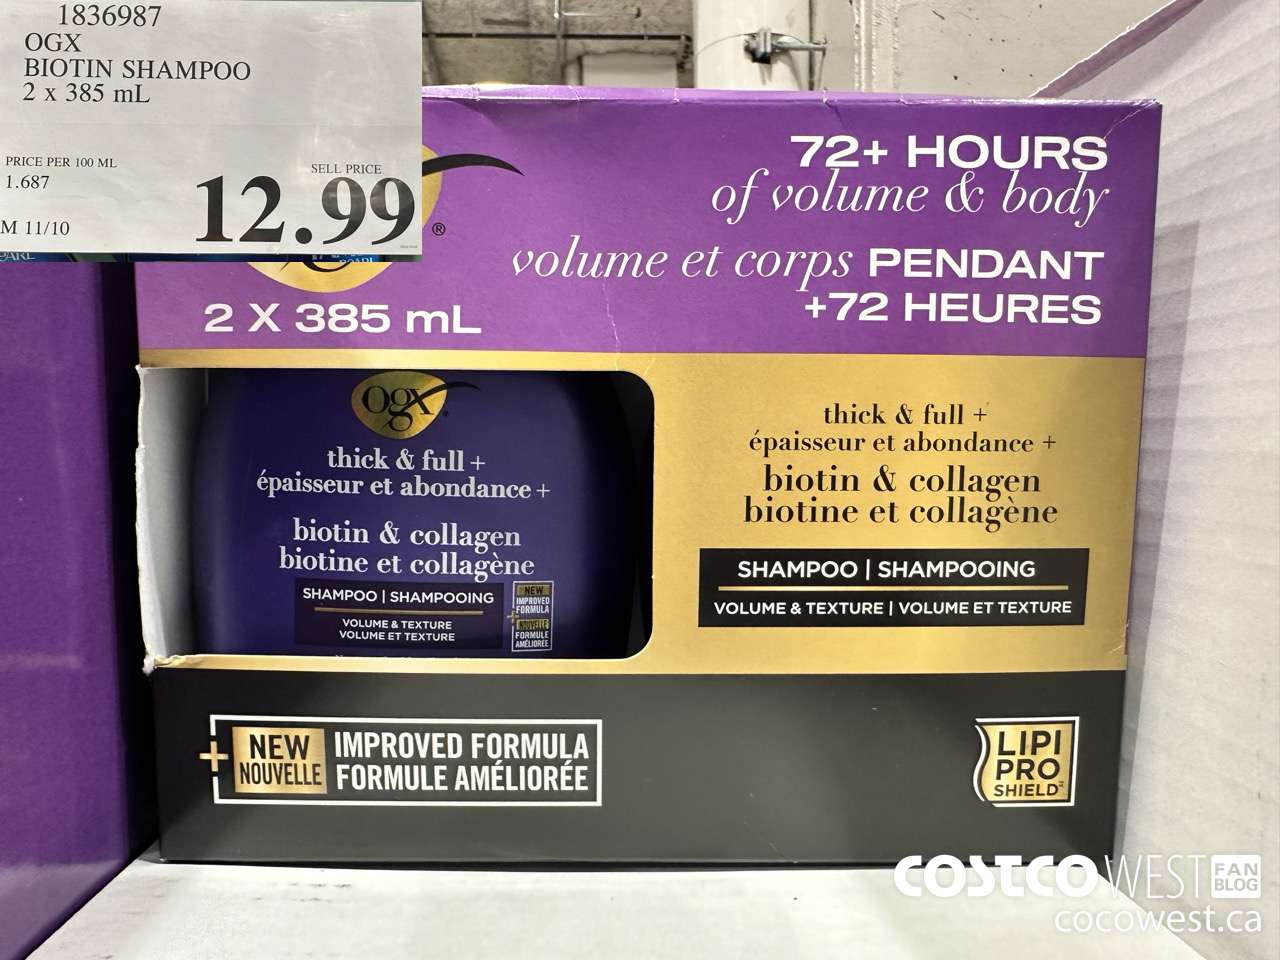 1836987
OGX
BIOTIN SHAMPOO
2 x 385 mL
PRICE PER 100 ML
1.687
SELL PRICE
12.99
M 11/10
®
72+ HOURS
of volume & body
volume et corps PENDANT
+72 HEURES
2 X 385 mL
Ogx
thick & full +
épaisseur et abondance +
biotin & collagen
biotine et collagène
SHAMPOO | SHAMPOOING
VOLUME & TEXTURE
VOLUME ET TEXTURE
NEW
IMPROVED
FORMULA
NOUVELLE
FORMULE
AMÉLIORÉE
thick & full +
épaisseur et abondance +
biotin & collagen
biotine et collagène
SHAMPOO | SHAMPOOING
VOLUME & TEXTURE | VOLUME ET TEXTURE
+ NEW IMPROVED FORMULA
NOUVELLE FORMULE AMÉLIORÉE
LIPI
PRO
SHIELD
COSTCO WEST FAN BLOG
cocowest.ca